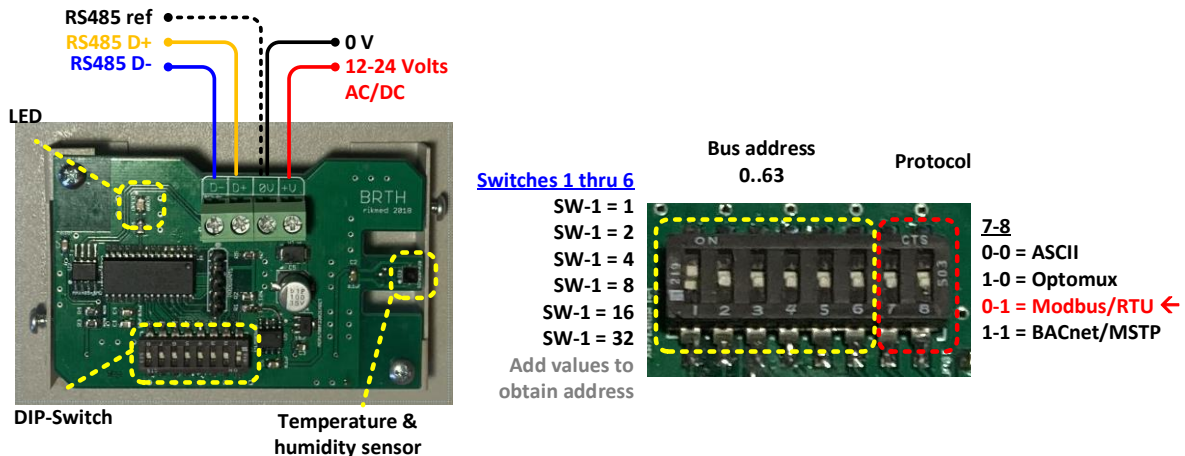 RS485 ref
RS485 D+
RS485 D-
0 V
12-24 Volts
AC/DC
LED
D-
D+
0V
+V
BRTH
rikmed 2018
DIP-Switch
Temperature &
humidity sensor
Bus address
0..63
Protocol
Switches 1 thru 6
SW-1 = 1
SW-1 = 2
SW-1 = 4
SW-1 = 8
SW-1 = 16
SW-1 = 32
Add values to
obtain address
ON
CTS
210
503
1 2 3 4 5 6 7 8
7-8
0-0 = ASCII
1-0 = Optomux
0-1 = Modbus/RTU ←
1-1 = BACnet/MSTP